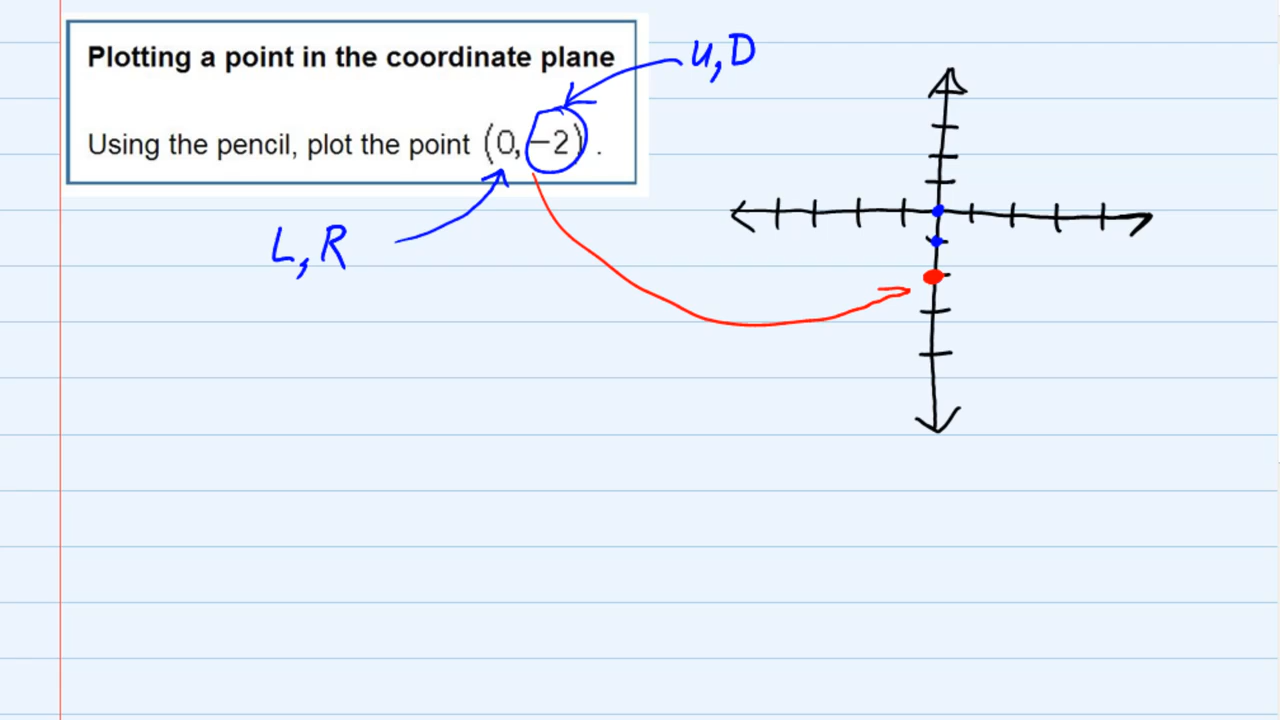 Plotting a point in the coordinate plane
U, D
Using the pencil, plot the point (0, −2).
L, R